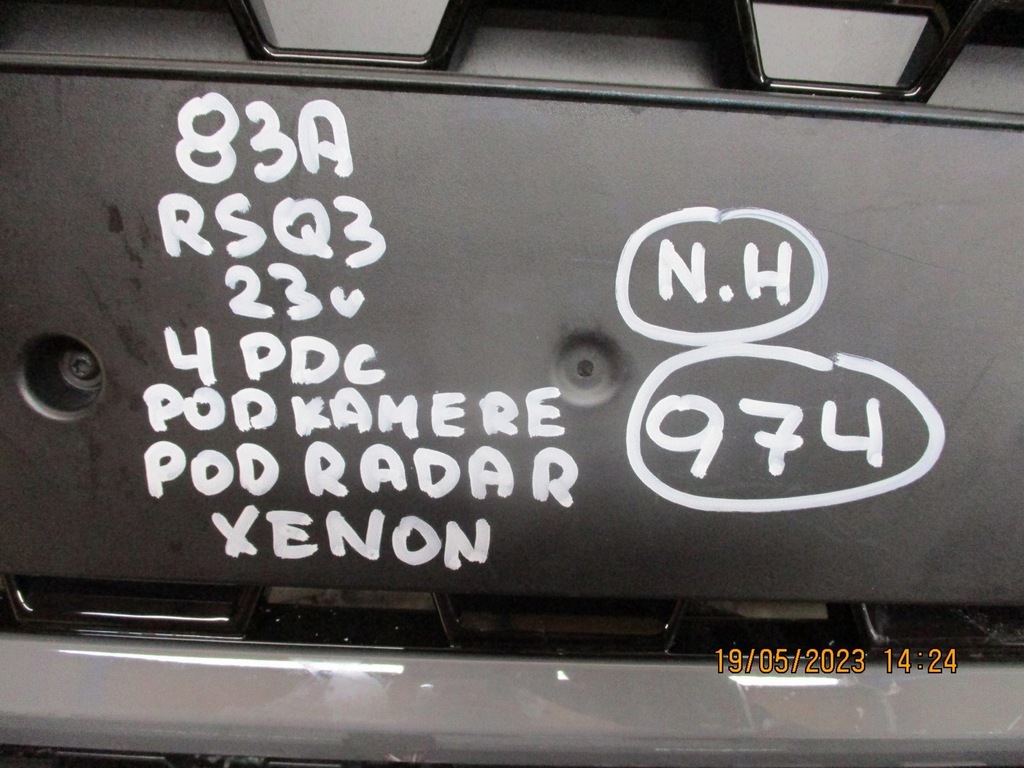 83A
RSQ3
23v
4 PDC
POD KAMERE
POD RADAR
XENON
N.H
974
19/05/2023 14:24